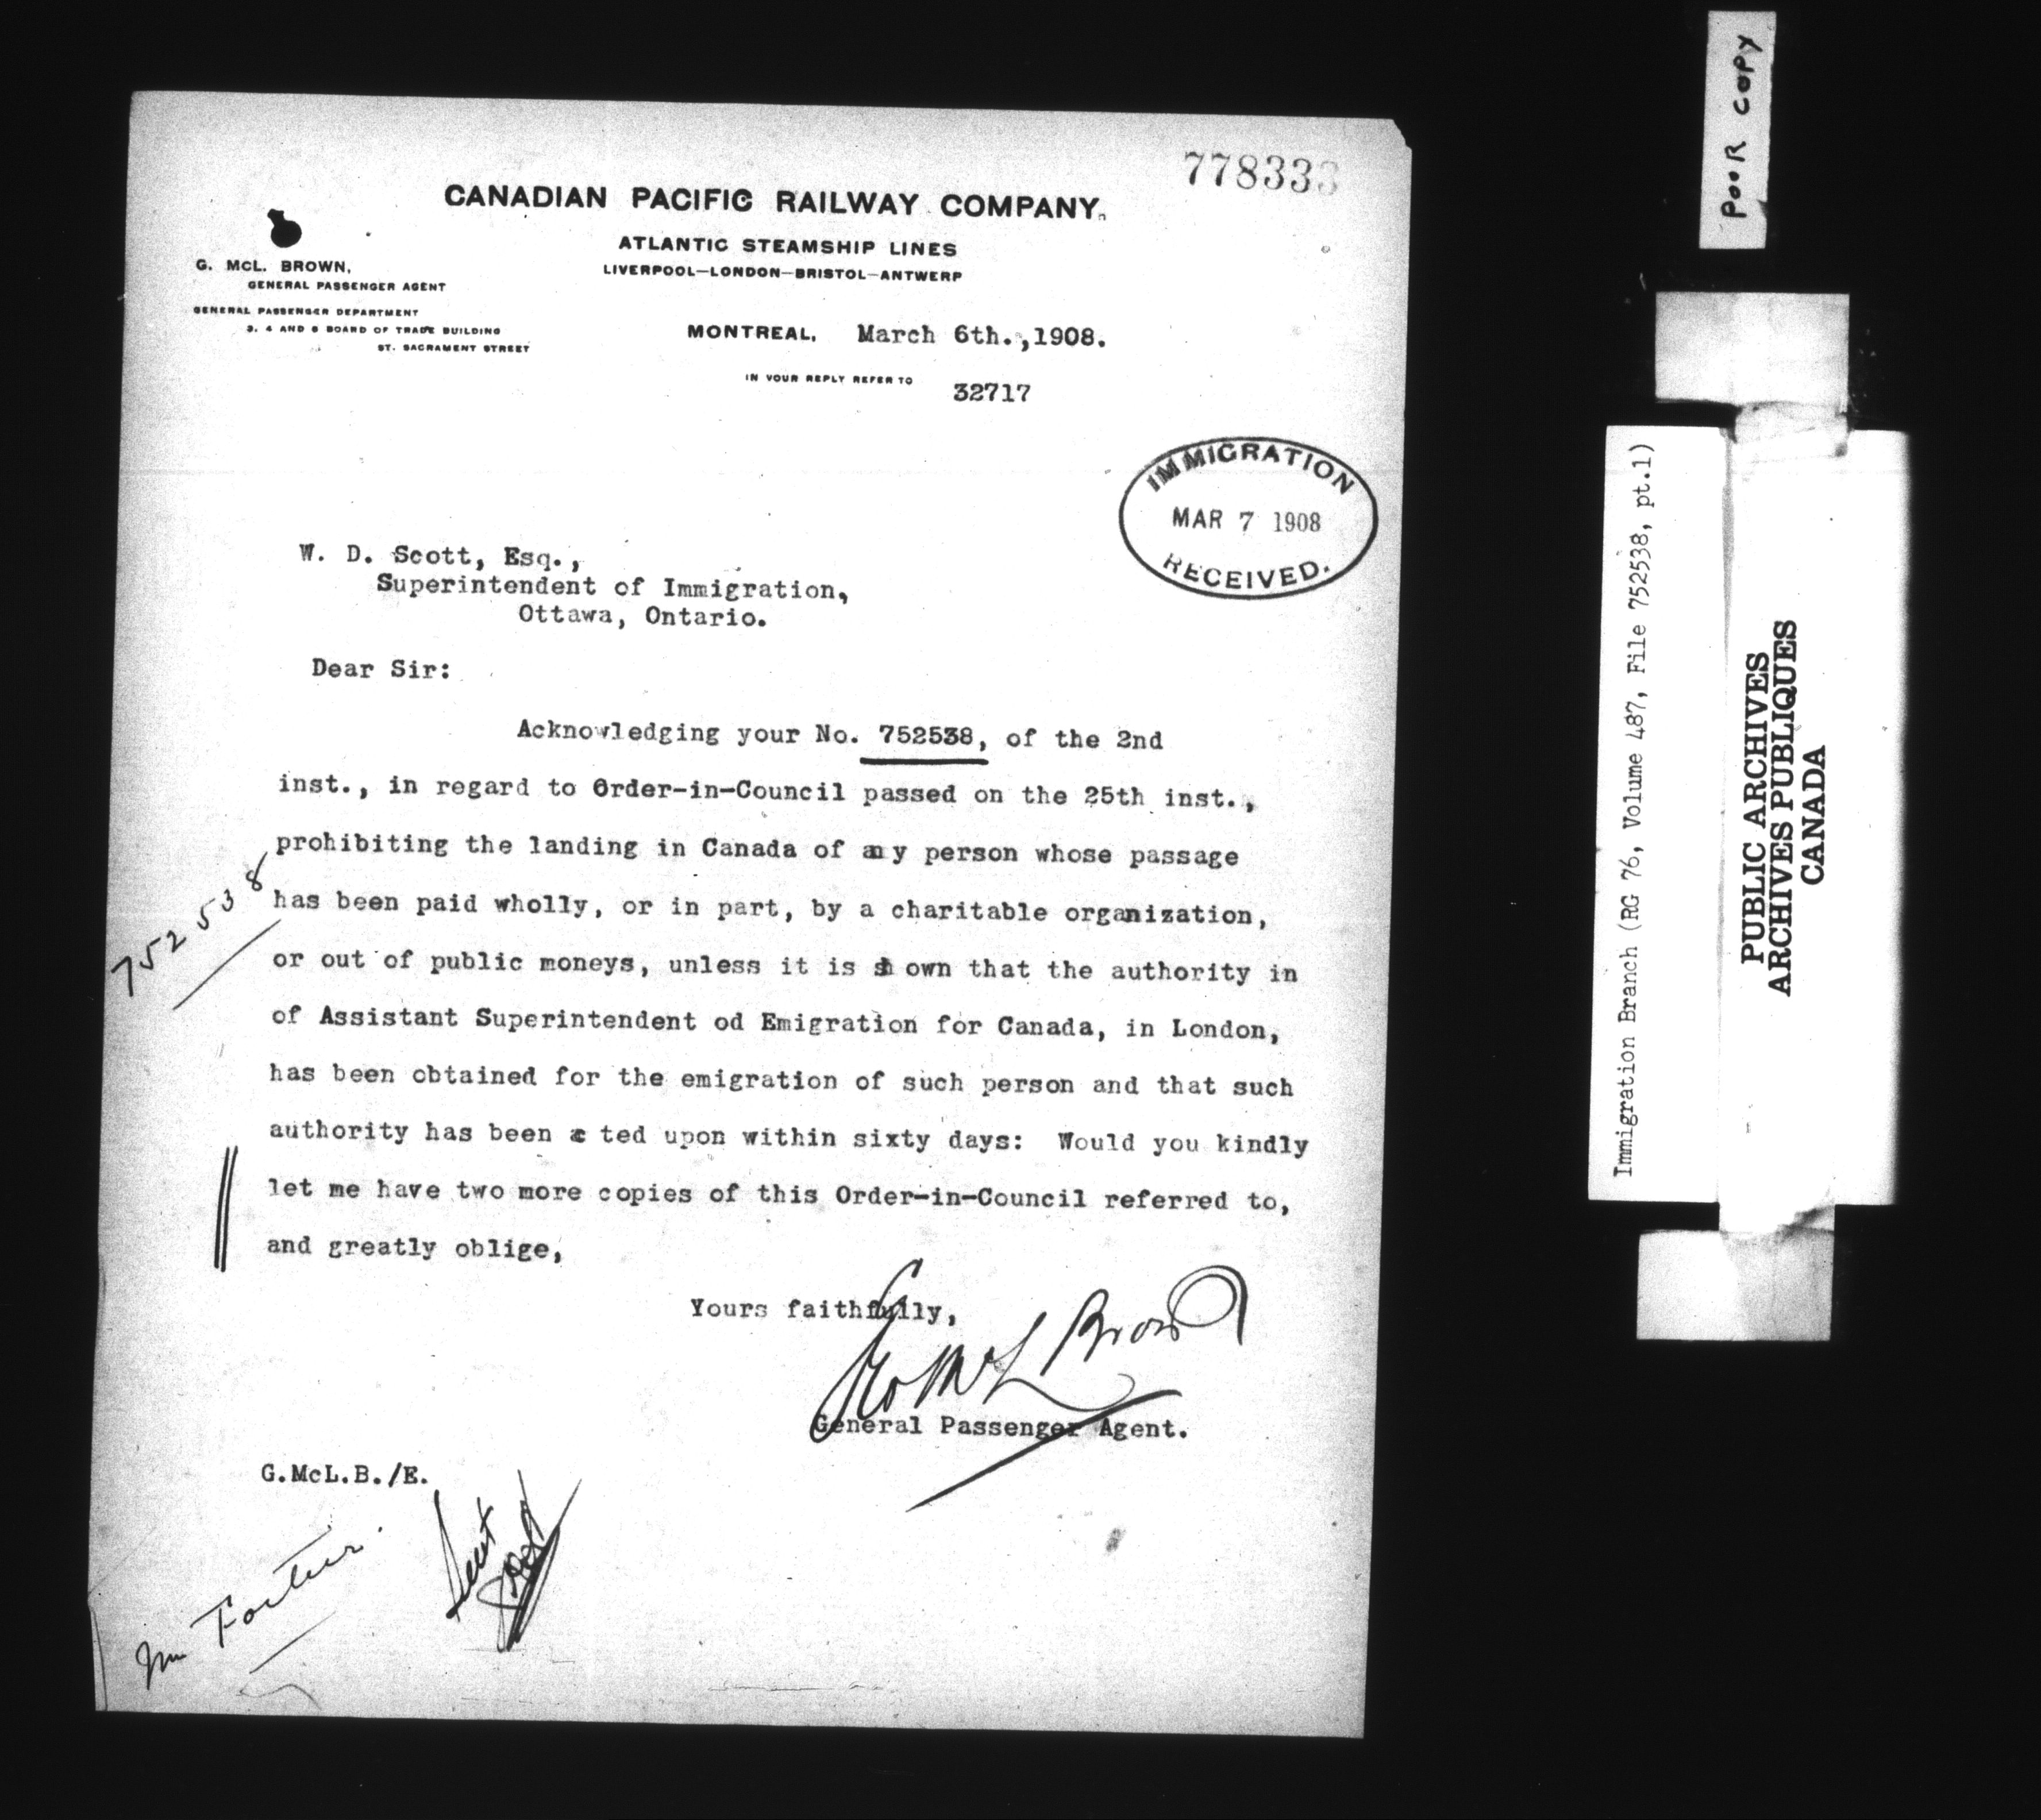 778333
CANADIAN PACIFIC RAILWAY COMPANY.
ATLANTIC STEAMSHIP LINES
LIVERPOOL—LONDON—BRISTOL—ANTWERP
G. McL. BROWN,
GENERAL PASSENGER AGENT
GENERAL PASSENGER DEPARTMENT
3, 4 AND 6 BOARD OF TRADE BUILDING
ST. SACRAMENT STREET
MONTREAL, March 6th.,1908.
IN YOUR REPLY REFER TO 32717
IMMIGRATION
MAR 7 1908
RECEIVED.
W. D. Scott, Esq.,
Superintendent of Immigration,
Ottawa, Ontario.
Dear Sir:
Acknowledging your No. 752538, of the 2nd
inst., in regard to Order-in-Council passed on the 25th inst.,
prohibiting the landing in Canada of any person whose passage
has been paid wholly, or in part, by a charitable organization,
or out of public moneys, unless it is shown that the authority in
of Assistant Superintendent od Emigration for Canada, in London,
has been obtained for the emigration of such person and that such
authority has been acted upon within sixty days: Would you kindly
let me have two more copies of this Order-in-Council referred to,
and greatly oblige,
752538
Yours faithfully,
Geo McL Brown
General Passenger Agent.
G.McL.B./E.
Mr Fortier
Sent
POOR COPY
Immigration Branch (RG 76, Volume 487, File 752538, pt.1)
PUBLIC ARCHIVES
ARCHIVES PUBLIQUES
CANADA